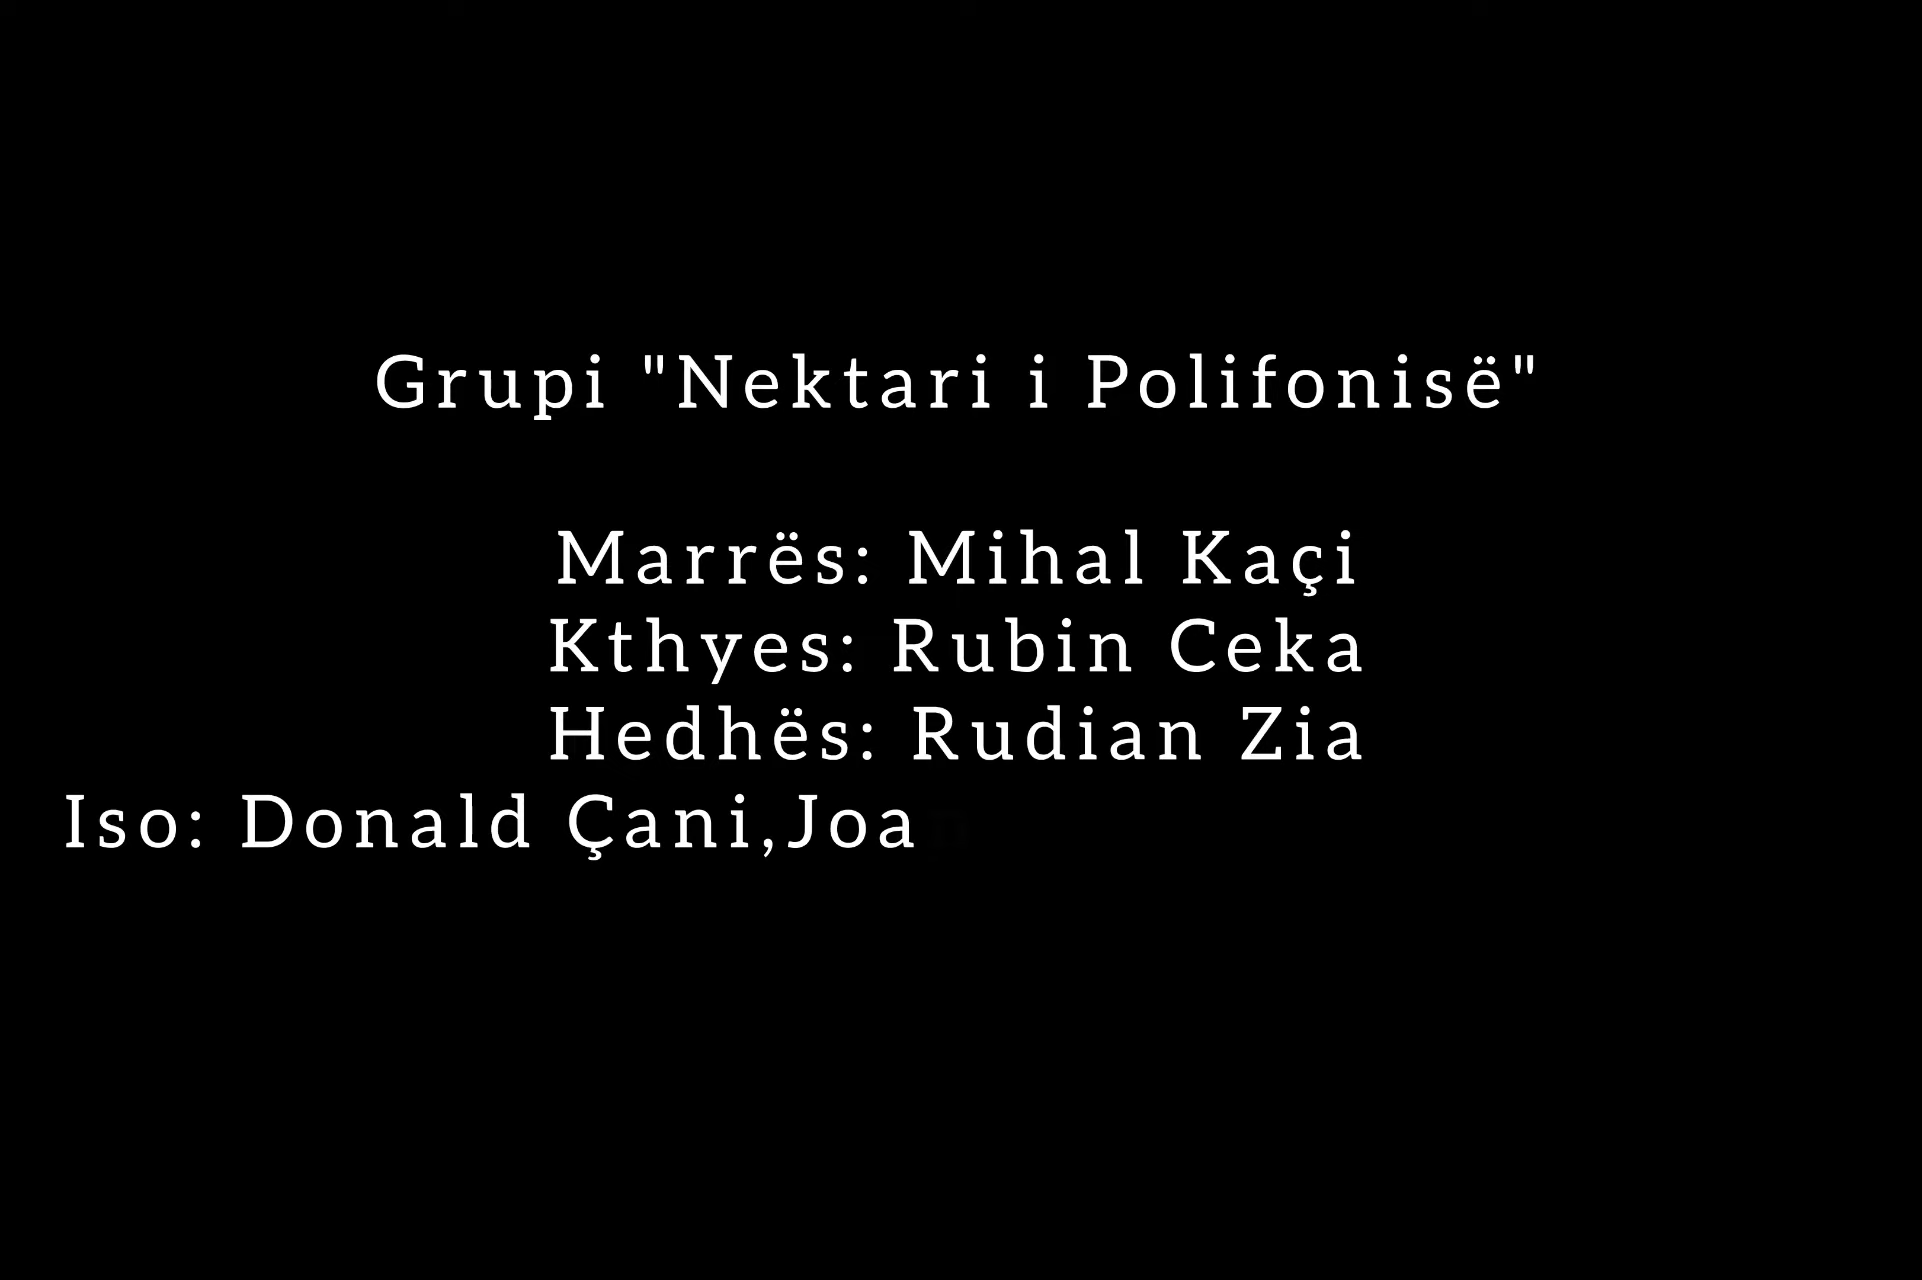 Grupi "Nektari i Polifonisë"
Marrës: Mihal Kaçi
Kthyes: Rubin Ceka
Hedhës: Rudian Zia
Iso: Donald Çani,Joa